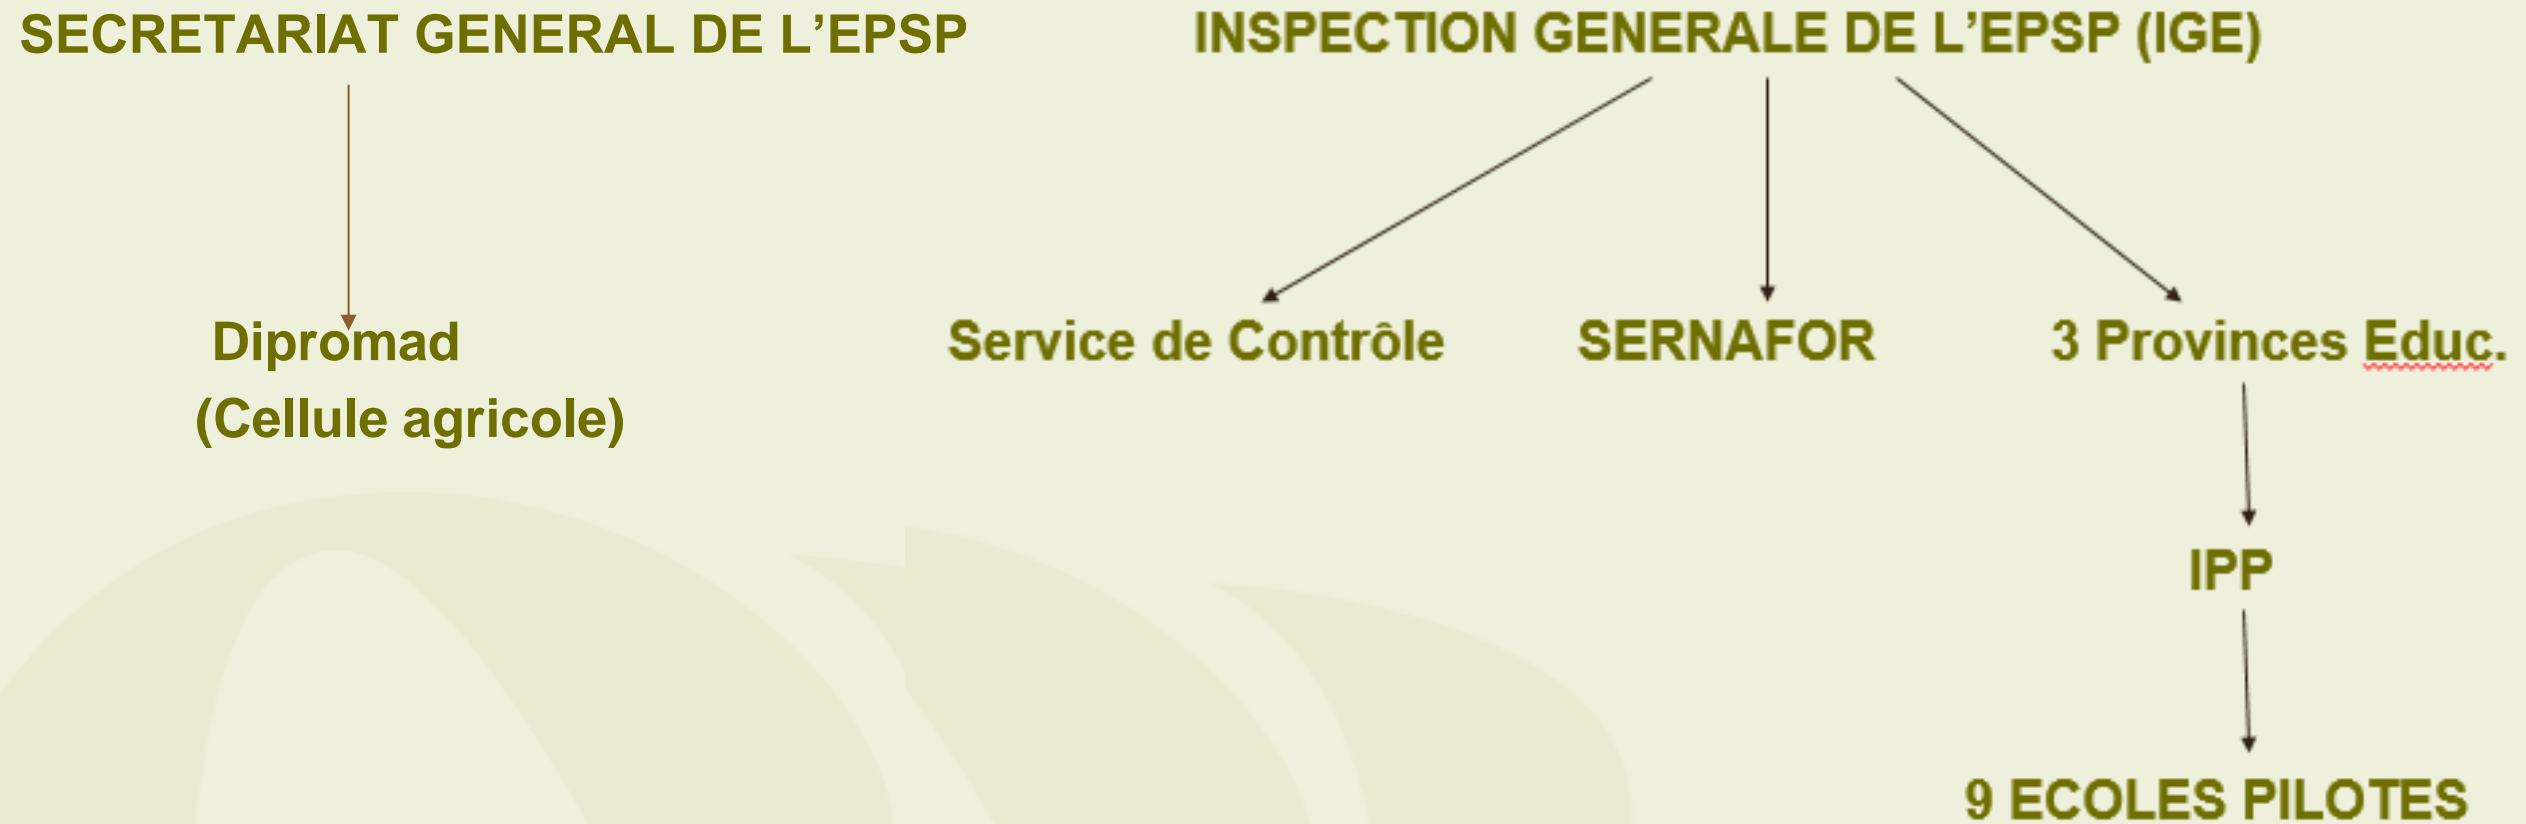 SECRETARIAT GENERAL DE L’EPSP
INSPECTION GENERALE DE L’EPSP (IGE)
Dipromad
(Cellule agricole)
Service de Contrôle
SERNAFOR
3 Provinces Educ.
IPP
9 ECOLES PILOTES